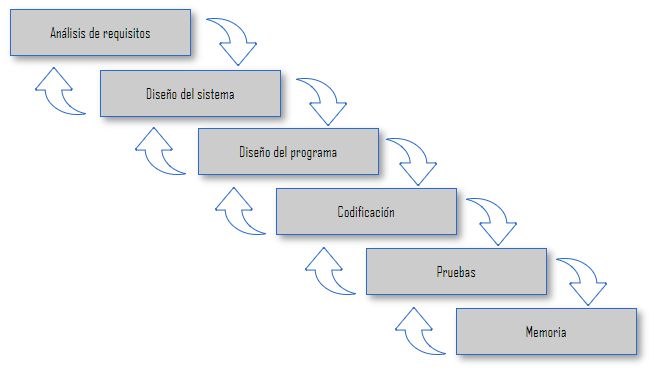 Análisis de requisitos
Diseño del sistema
Diseño del programa
Codificación
Pruebas
Memoria